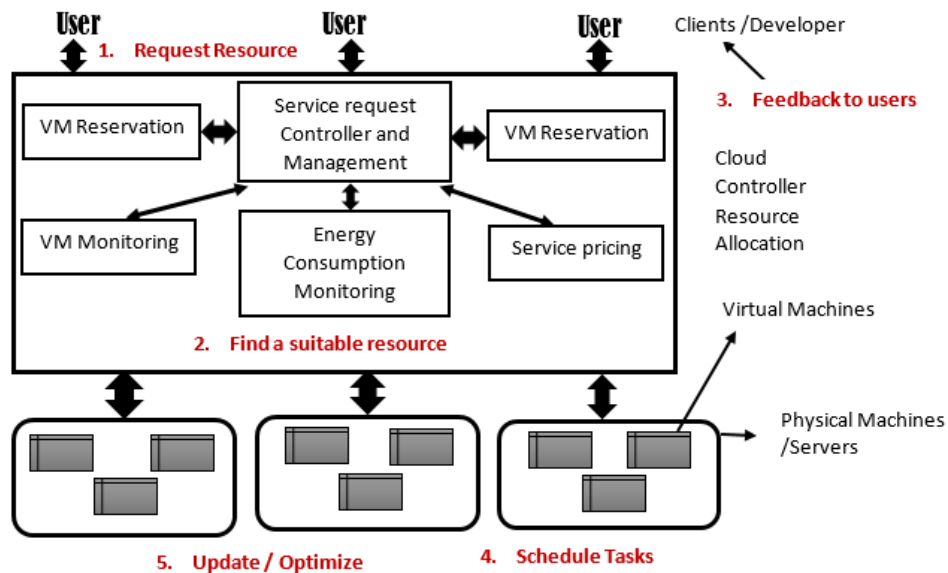 User
User
User
Clients /Developer
1. Request Resource
3. Feedback to users
VM Reservation
Service request
Controller and
Management
VM Reservation
Cloud
Controller
Resource
Allocation
VM Monitoring
Energy
Consumption
Monitoring
Service pricing
2. Find a suitable resource
Virtual Machines
Physical Machines
/Servers
5. Update / Optimize
4. Schedule Tasks